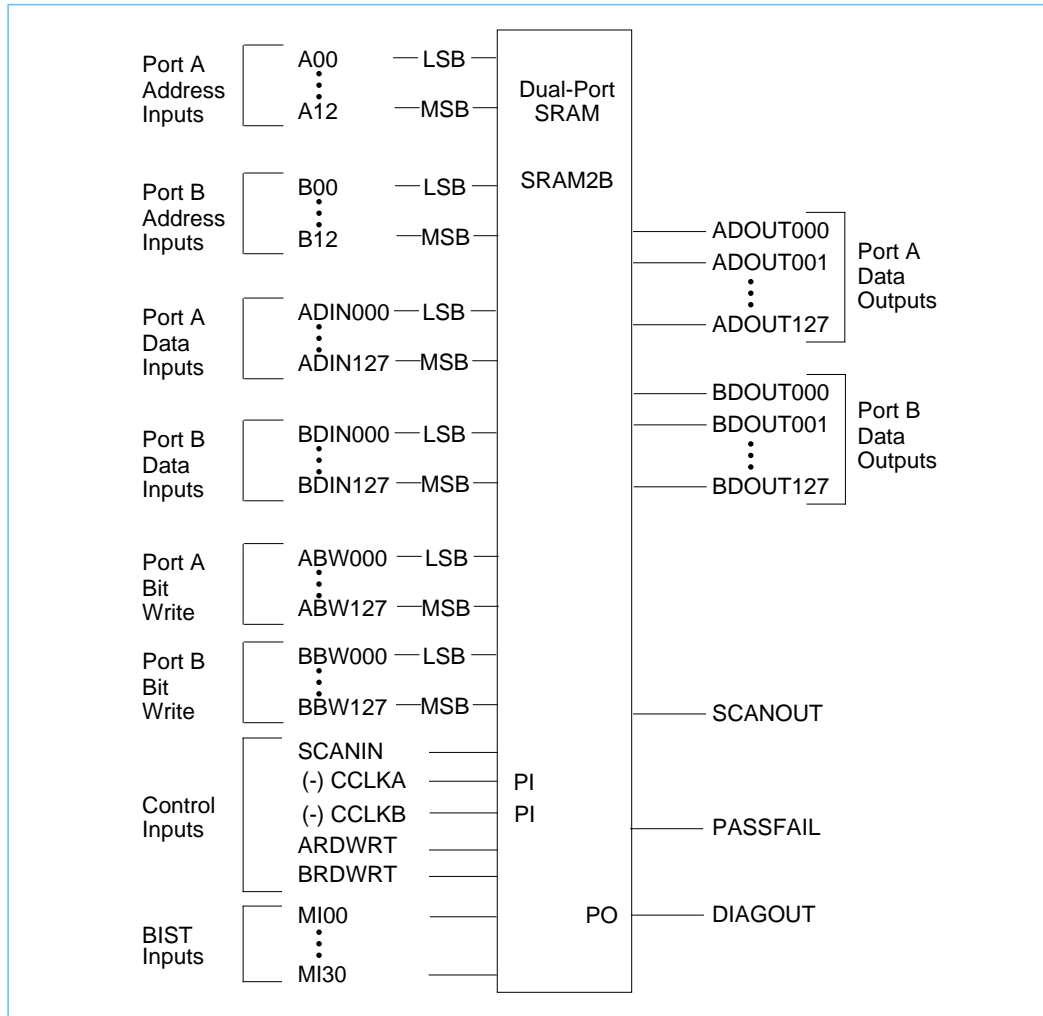 Port A
Address
Inputs
A00
LSB
A12
MSB
Port B
Address
Inputs
B00
LSB
B12
MSB
Port A
Data
Inputs
ADIN000
LSB
ADIN127
MSB
Port B
Data
Inputs
BDIN000
LSB
BDIN127
MSB
Port A
Bit
Write
ABW000
LSB
ABW127
MSB
Port B
Bit
Write
BBW000
LSB
BBW127
MSB
Control
Inputs
SCANIN
(-) CCLKA
(-) CCLKB
ARDWRT
BRDWRT
BIST
Inputs
MI00
MI30
Dual-Port
SRAM
SRAM2B
PI
PI
PO
ADOUT000
ADOUT001
ADOUT127
Port A
Data
Outputs
BDOUT000
BDOUT001
BDOUT127
Port B
Data
Outputs
SCANOUT
PASSFAIL
DIAGOUT